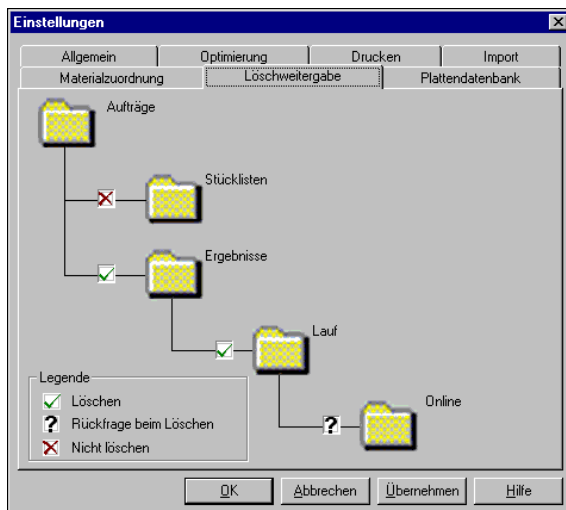 Einstellungen
Allgemein Optimierung Drucken Import
Materialzuordnung Löschweitergabe Plattendatenbank
Aufträge
Stücklisten
Ergebnisse
Lauf
Online
Legende
Löschen
? Rückfrage beim Löschen
Nicht löschen
?
OK Abbrechen Übernehmen Hilfe